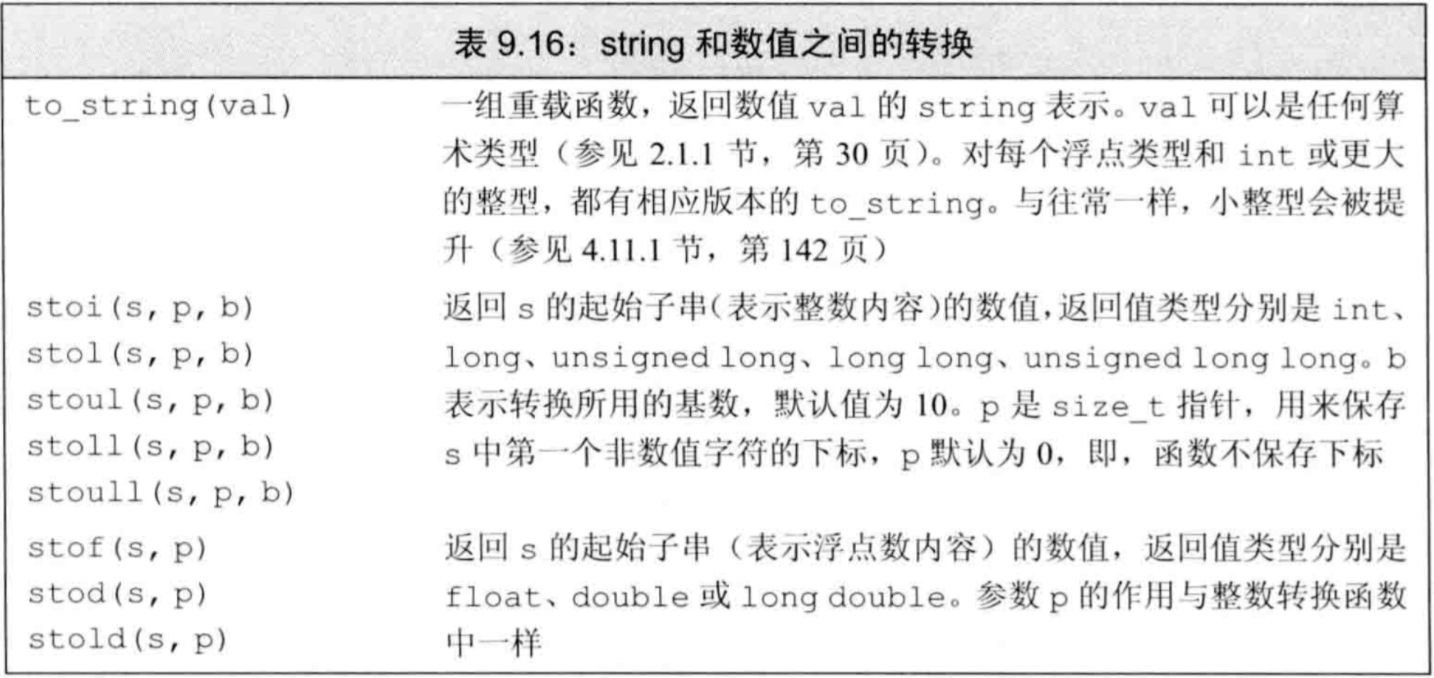 表 9.16：string 和数值之间的转换
to_string(val) 一组重载函数，返回数值 val 的 string 表示。val 可以是任何算
术类型（参见 2.1.1 节，第 30 页）。对每个浮点类型和 int 或更大
的整型，都有相应版本的 to_string。与往常一样，小整型会被提
升（参见 4.11.1 节，第 142 页）
stoi(s, p, b) 返回 s 的起始子串（表示整数内容）的数值，返回值类型分别是 int、
stol(s, p, b) long、unsigned long、long long、unsigned long long。b
stoul(s, p, b) 表示转换所用的基数，默认值为 10。p 是 size_t 指针，用来保存
stoll(s, p, b) s 中第一个非数值字符的下标，p 默认为 0，即，函数不保存下标
stoull(s, p, b)
stof(s, p) 返回 s 的起始子串（表示浮点数内容）的数值，返回值类型分别是
stod(s, p) float、double 或 long double。参数 p 的作用与整数转换函数
stold(s, p) 中一样